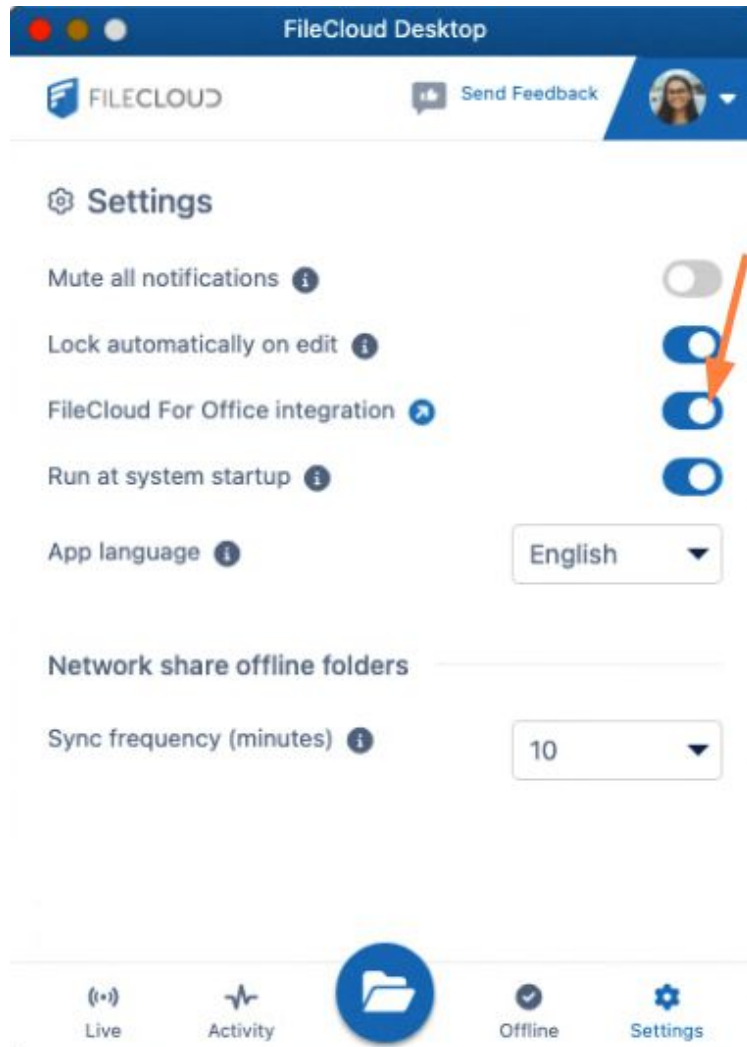 FileCloud Desktop
FILECLOUD
Send Feedback
Settings
Mute all notifications
Lock automatically on edit
FileCloud For Office integration
Run at system startup
App language
English
Network share offline folders
Sync frequency (minutes)
10
Live
Activity
Offline
Settings